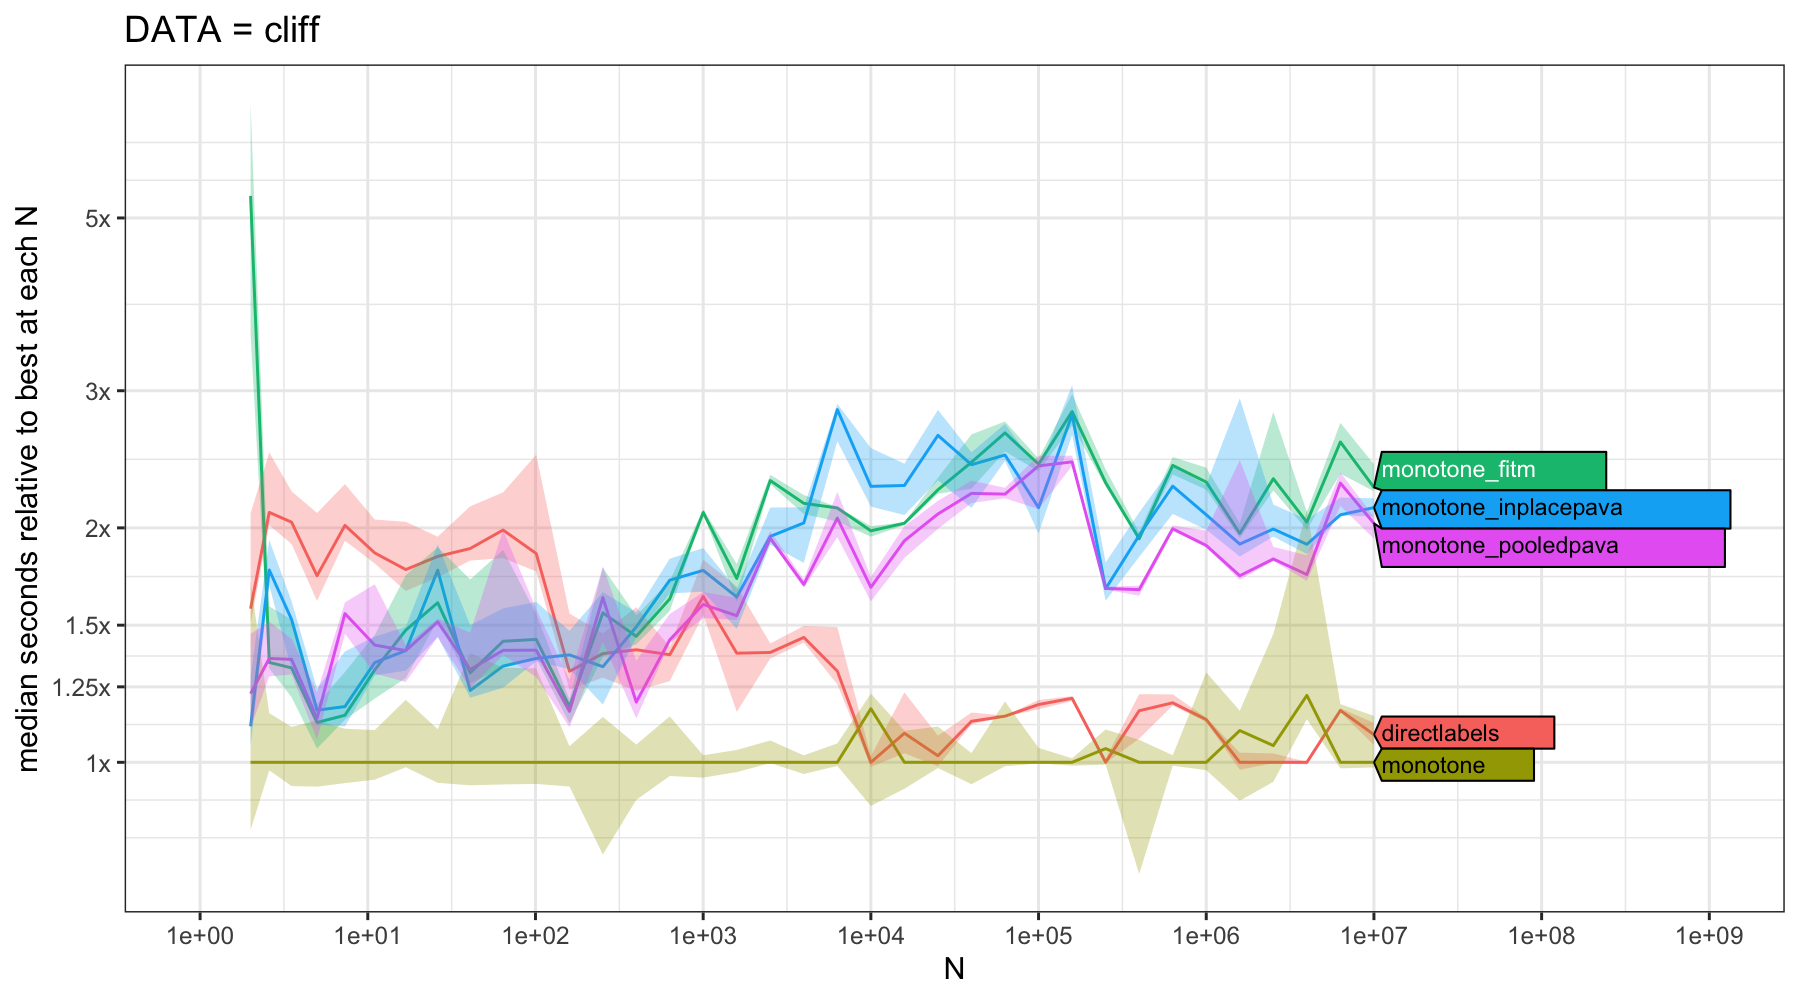 DATA = cliff
median seconds relative to best at each N
5x
3x
2x
1.5x
1.25x
1x
monotone_fitm
monotone_inplacepava
monotone_pooledpava
directlabels
monotone
1e+00 1e+01 1e+02 1e+03 1e+04 1e+05 1e+06 1e+07 1e+08 1e+09
N